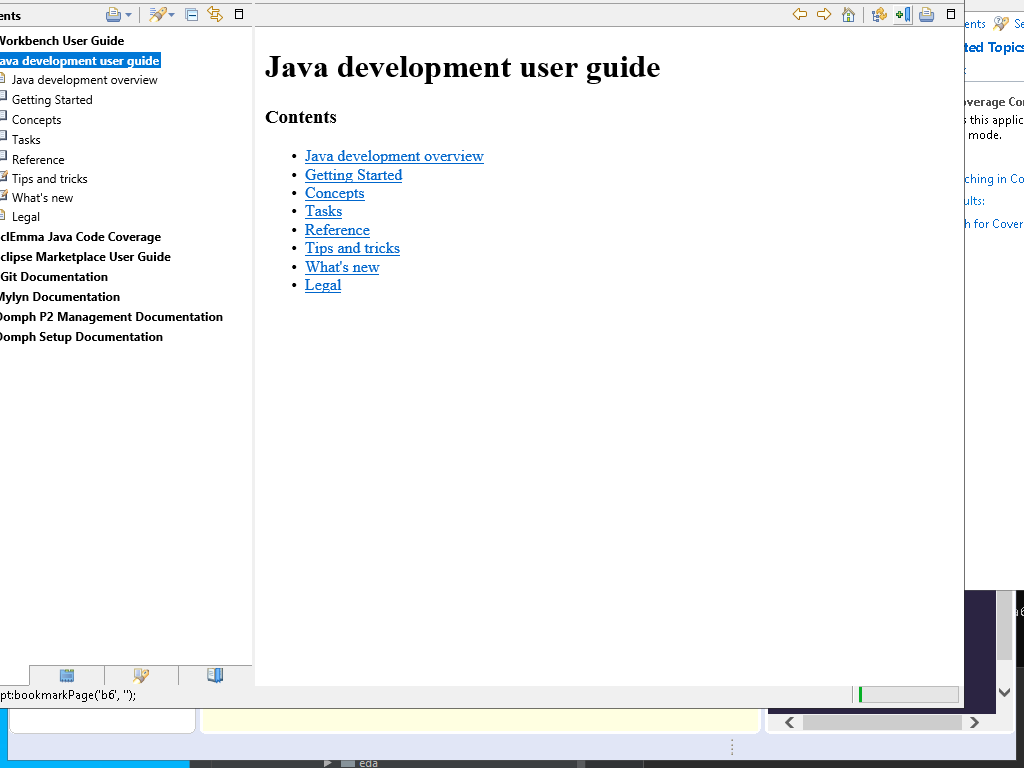 ents
Workbench User Guide
Java development user guide
Java development overview
Getting Started
Concepts
Tasks
Reference
Tips and tricks
What's new
Legal
clEmma Java Code Coverage
clipse Marketplace User Guide
Git Documentation
Mylyn Documentation
Oomph P2 Management Documentation
Oomph Setup Documentation
pt:bookmarkPage('b6', '');
Java development user guide
Contents
• Java development overview
• Getting Started
• Concepts
• Tasks
• Reference
• Tips and tricks
• What's new
• Legal
ents Se
ted Topics
:
overage Co
s this applic
mode.
ching in Co
ults:
h for Cover
a6
eda